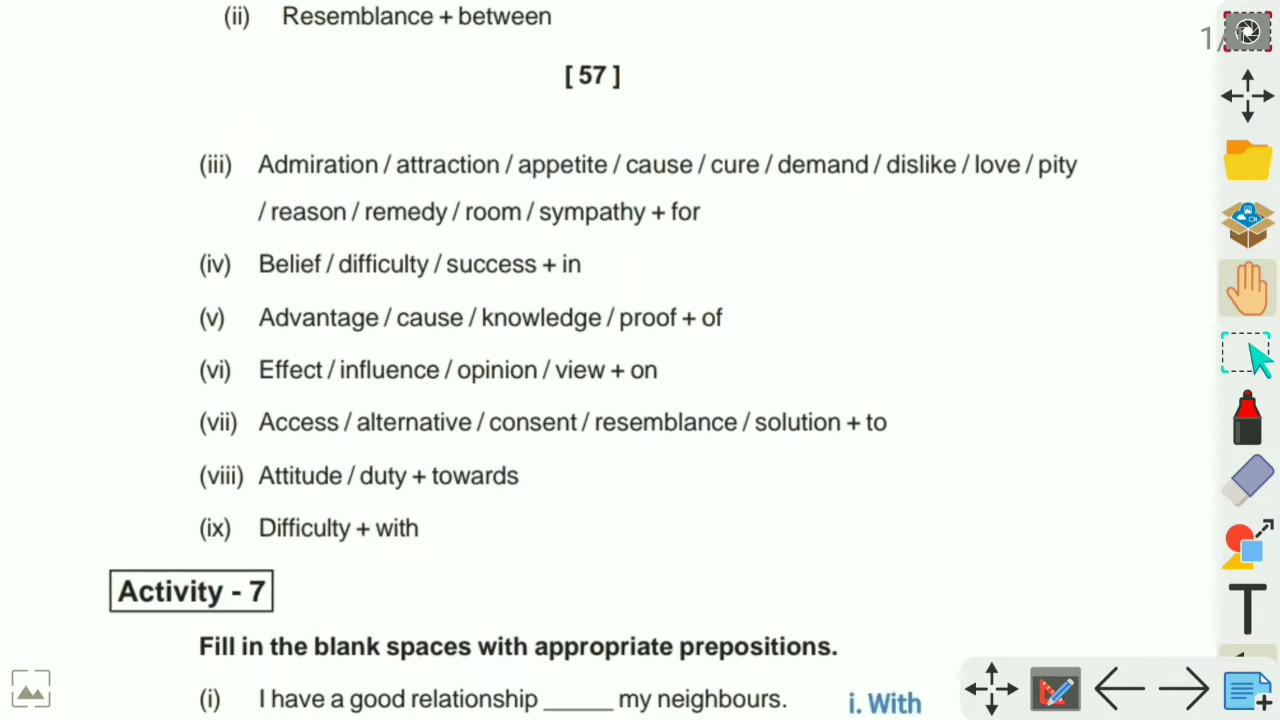 (ii) Resemblance + between
[ 57 ]
1/
(iii) Admiration / attraction / appetite / cause / cure / demand / dislike / love / pity
/ reason / remedy / room / sympathy + for
(iv) Belief / difficulty / success + in
(v) Advantage / cause / knowledge / proof + of
(vi) Effect / influence / opinion / view + on
(vii) Access / alternative / consent / resemblance / solution + to
(viii) Attitude / duty + towards
(ix) Difficulty + with
Activity - 7
Fill in the blank spaces with appropriate prepositions.
(i) I have a good relationship ______ my neighbours. i. With